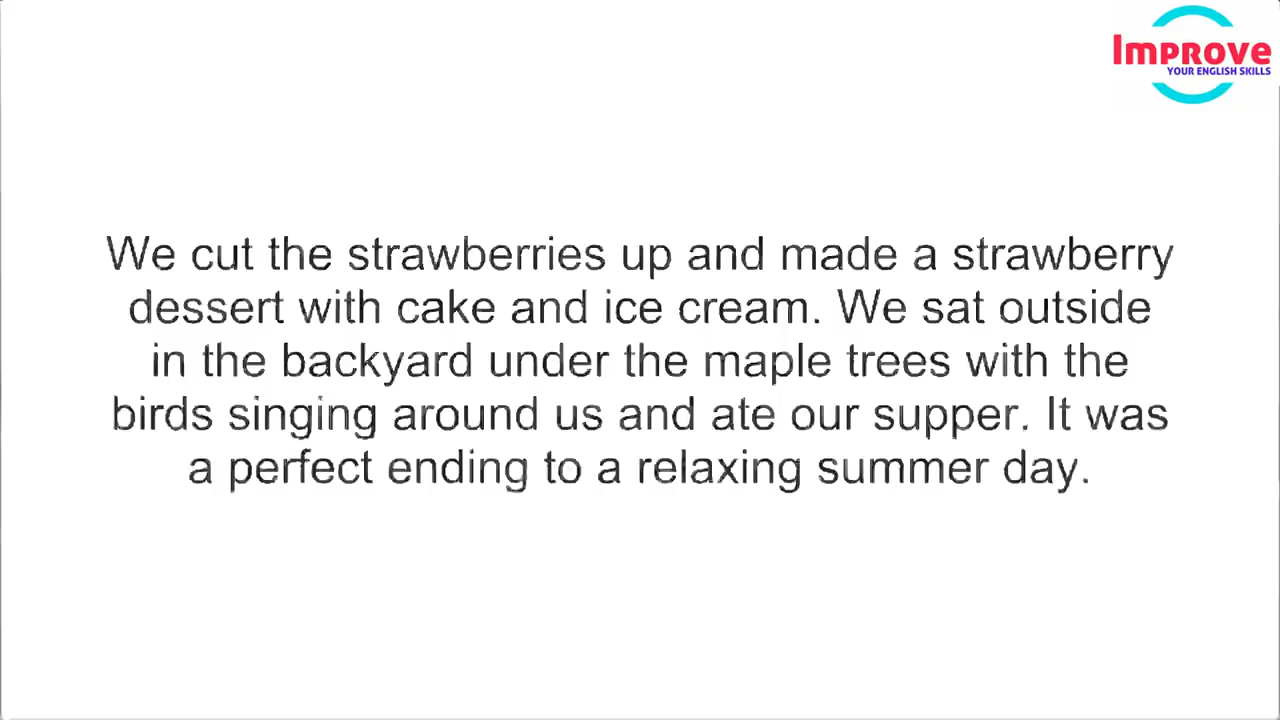 Improve
YOUR ENGLISH SKILLS
We cut the strawberries up and made a strawberry
dessert with cake and ice cream. We sat outside
in the backyard under the maple trees with the
birds singing around us and ate our supper. It was
a perfect ending to a relaxing summer day.